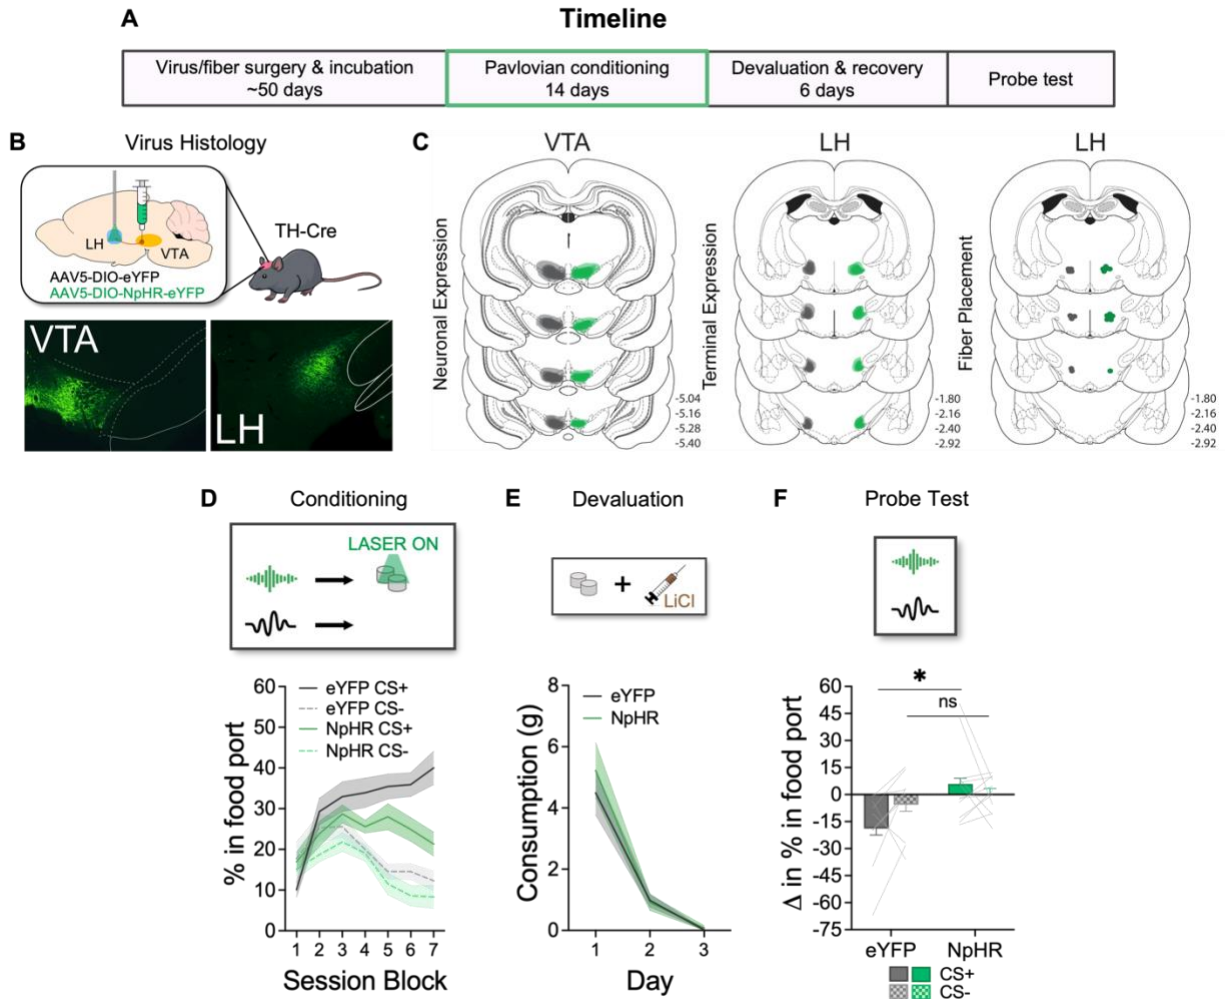 A
Timeline
Virus/fiber surgery & incubation
~50 days
Pavlovian conditioning
14 days
Devaluation & recovery
6 days
Probe test
B
Virus Histology
LH
VTA
AAV5-DIO-eYFP
AAV5-DIO-NpHR-eYFP
TH-Cre
VTA
LH
C
VTA
LH
LH
Neuronal Expression
-5.04
-5.16
-5.28
-5.40
Terminal Expression
-1.80
-2.16
-2.40
-2.92
Fiber Placement
-1.80
-2.16
-2.40
-2.92
D
Conditioning
LASER ON
60
50
40
30
20
10
0
% in food port
eYFP CS+
eYFP CS-
NpHR CS+
NpHR CS-
1 2 3 4 5 6 7
Session Block
E
Devaluation
+
LiCl
8
6
4
2
0
Consumption (g)
eYFP
NpHR
1 2 3
Day
F
Probe Test
60
45
30
15
0
-15
-30
-45
-60
-75
Δ in % in food port
*
ns
eYFP NpHR
CS+
CS-